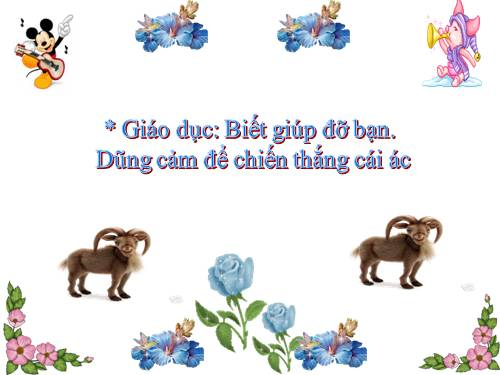 * Giáo dục: Biết giúp đỡ bạn.
Dũng cảm để chiến thắng cái ác